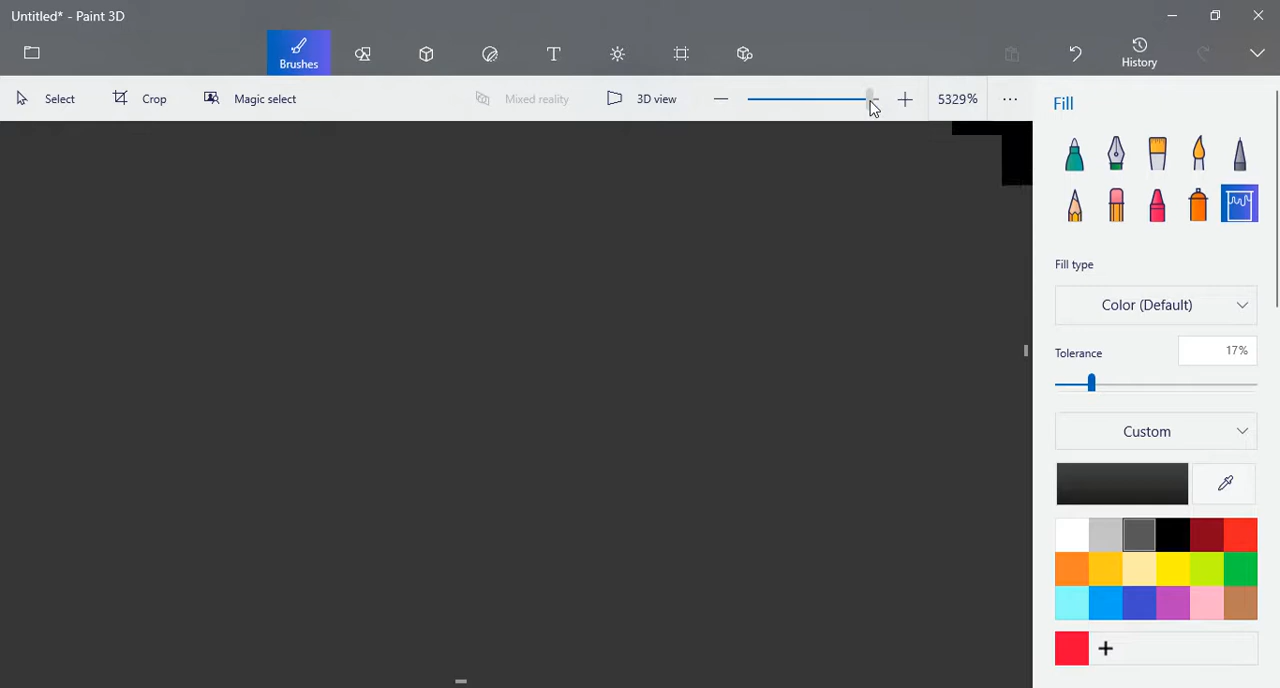 Untitled* - Paint 3D
Brushes
T
History
Select
Crop
Magic select
Mixed reality
3D view
5329%
Fill
Fill type
Color (Default)
Tolerance
17%
Custom